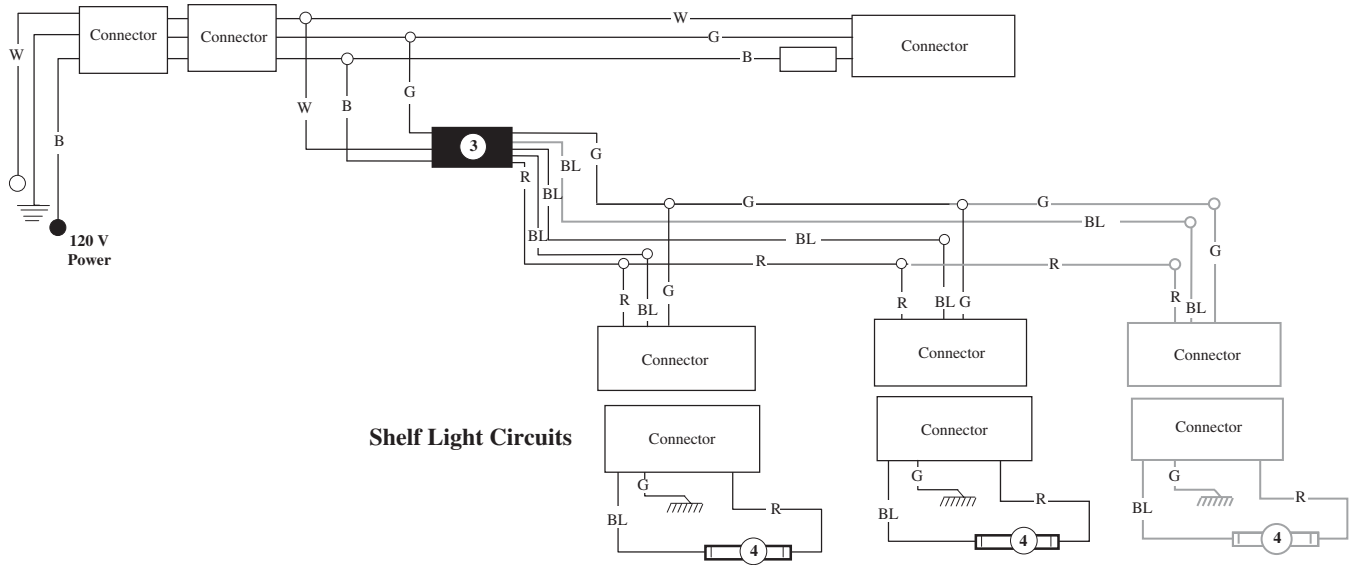 W
Connector
Connector
W
G
B
Connector
W
B
W
B
G
3
G
BL
R
BL
BL
120 V
Power
G
G
BL
BL
R
R
G
R
BL
G
R
BL
G
R
BL
Connector
Connector
Connector
Shelf Light Circuits
Connector
Connector
Connector
G
G
G
BL
R
BL
R
BL
R
4
4
4